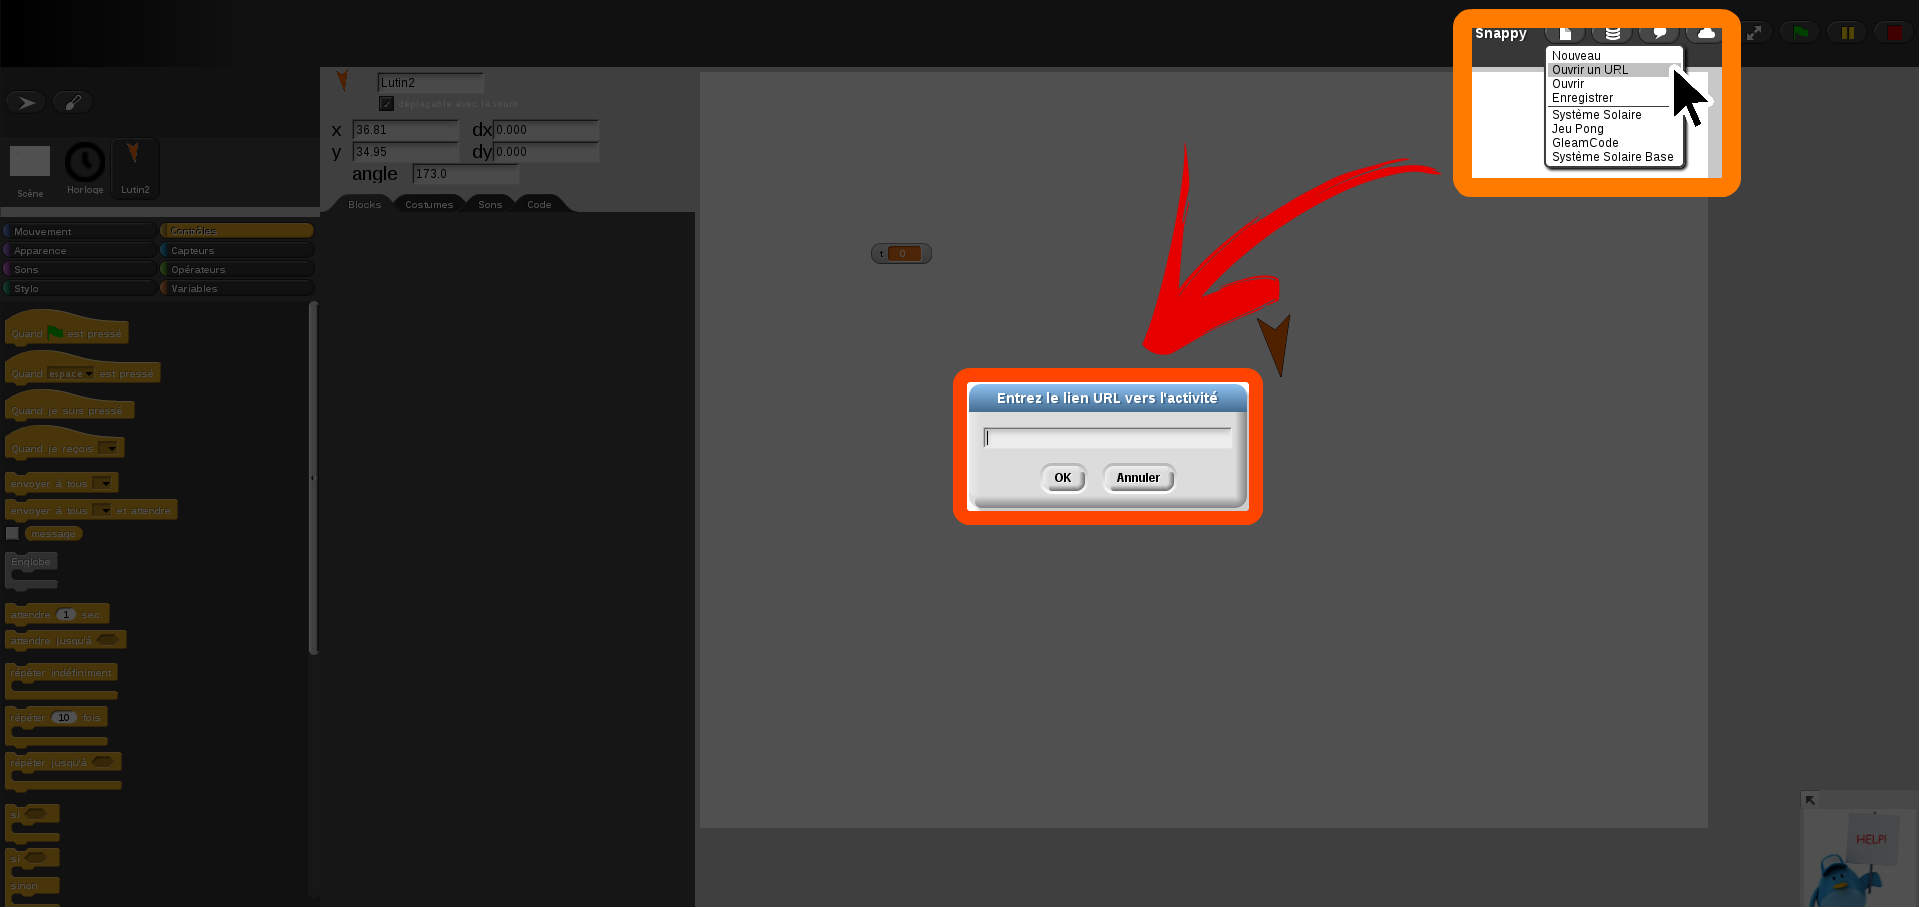 Snappy
Nouveau
Ouvrir un URL
Ouvrir
Enregistrer
Système Solaire
Jeu Pong
GleamCode
Système Solaire Base
Lutin2
déplaçable avec la souris
x 36.81 dx 0.000
y 34.95 dy 0.000
angle 173.0
Scène
Horloge
Lutin2
Blocks Costumes Sons Code
Mouvement Contrôles
Apparence Capteurs
Sons Opérateurs
Stylo Variables
t 0
Quand est pressé
Quand espace est pressé
Quand je suis pressé
Quand je reçois
envoyer à tous
envoyer à tous et attendre
message
Englobe
attendre 1 sec.
attendre jusqu'à
répéter indéfiniment
répéter 10 fois
répéter jusqu'à
si
si
sinon
Entrez le lien URL vers l'activité
OK Annuler
HELP!